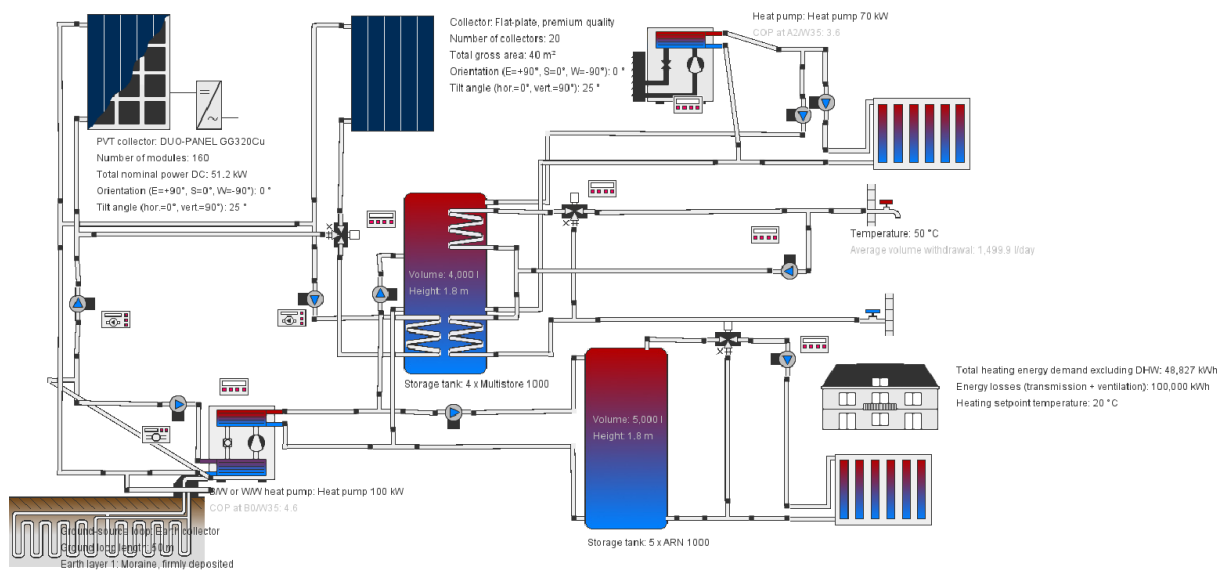 Collector: Flat-plate, premium quality
Number of collectors: 20
Total gross area: 40 m²
Orientation (E=+90°, S=0°, W=-90°): 0 °
Tilt angle (hor.=0°, vert.=90°): 25 °
Heat pump: Heat pump 70 kW
COP at A2/W35: 3.6
PVT collector: DUO-PANEL GG320Cu
Number of modules: 160
Total nominal power DC: 51.2 kW
Orientation (E=+90°, S=0°, W=-90°): 0 °
Tilt angle (hor.=0°, vert.=90°): 25 °
Temperature: 50 °C
Average volume withdrawal: 1,499.9 l/day
Volume: 4,000 l
Height: 1.8 m
Storage tank: 4 x Multistore 1000
Total heating energy demand excluding DHW: 48,827 kWh
Energy losses (transmission + ventilation): 100,000 kWh
Heating setpoint temperature: 20 °C
Volume: 5,000 l
Height: 1.8 m
Storage tank: 5 x ARN 1000
B/W or W/W heat pump: Heat pump 100 kW
COP at B0/W35: 4.6
Ground-source loop: Earth collector
Ground loop length: 50 m
Earth layer 1: Moraine, firmly deposited